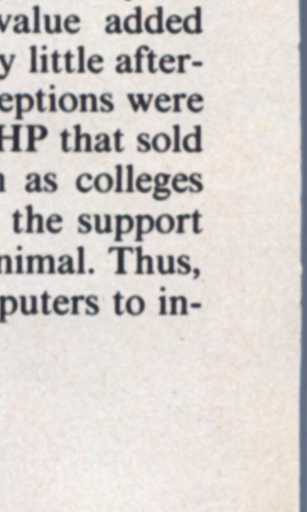 value added
y little after-
eptions were
HP that sold
as colleges
the support
nimal. Thus,
puters to in-